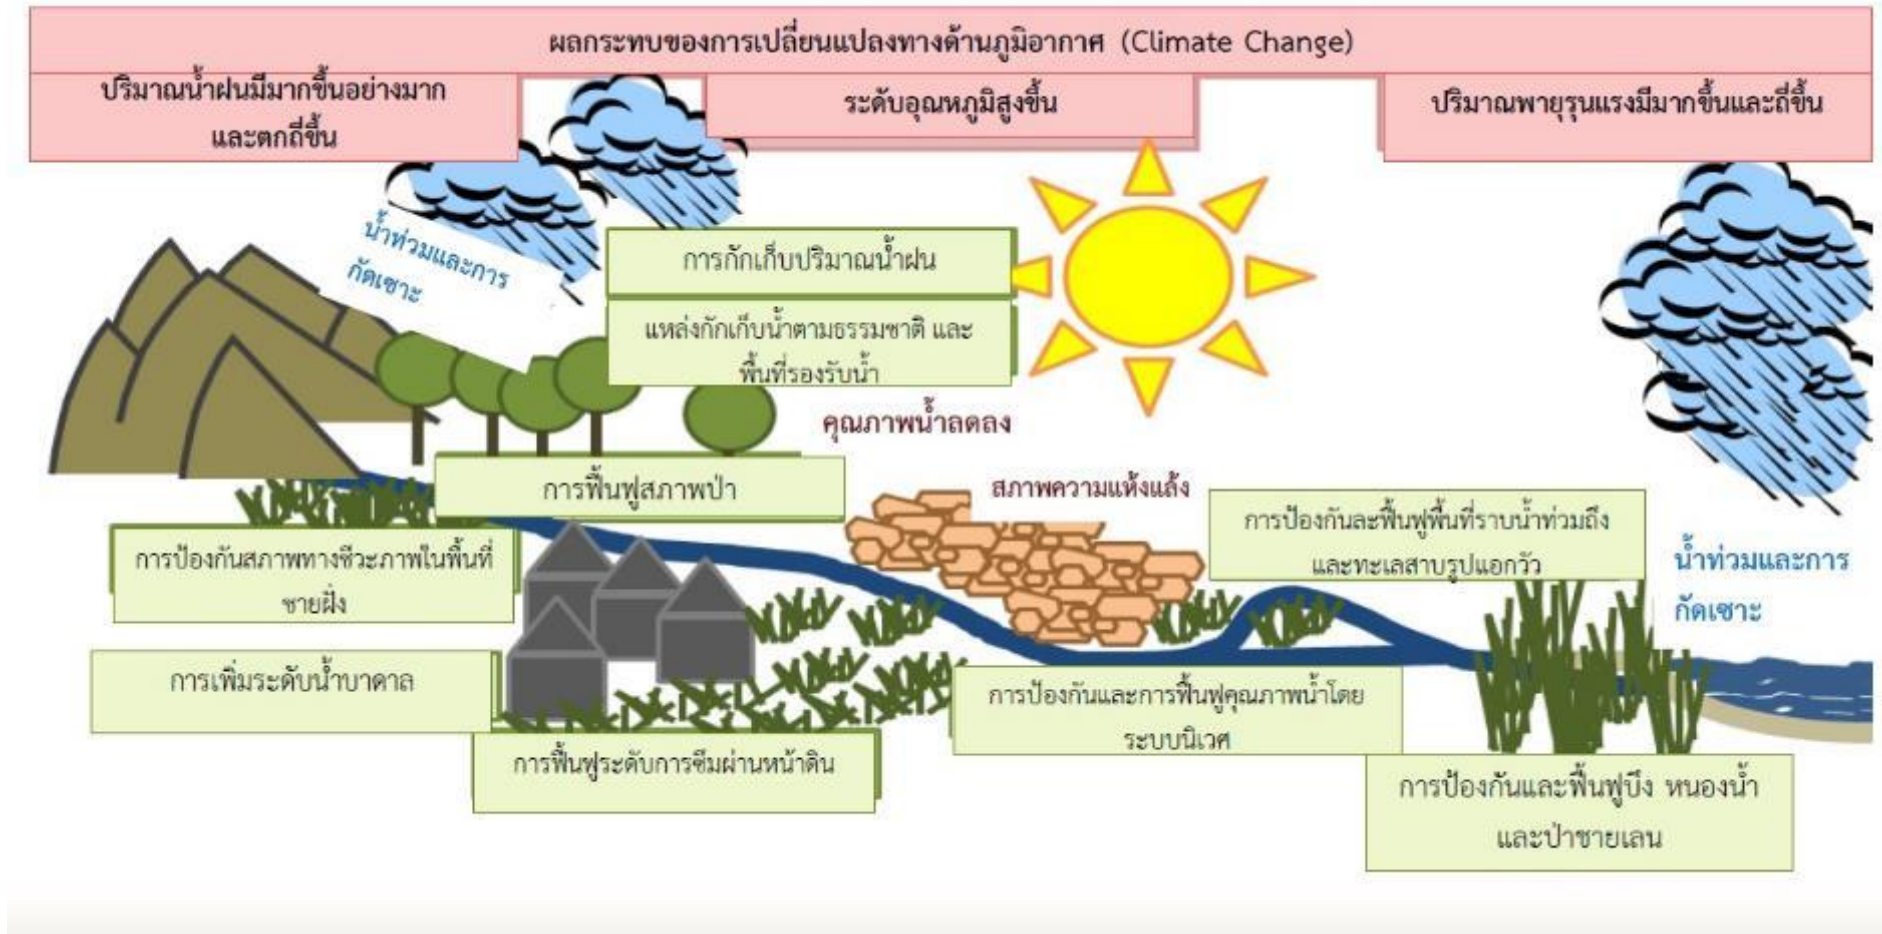 ผลกระทบของการเปลี่ยนแปลงทางด้านภูมิอากาศ (Climate Change)
ปริมาณน้ำฝนมีมากขึ้นอย่างมาก
และตกถี่ขึ้น
ระดับอุณหภูมิสูงขึ้น
ปริมาณพายุรุนแรงมีมากขึ้นและถี่ขึ้น
น้ำท่วมและการ
กัดเซาะ
การกักเก็บปริมาณน้ำฝน
แหล่งกักเก็บน้ำตามธรรมชาติ และ
พื้นที่รองรับน้ำ
คุณภาพน้ำลดลง
การฟื้นฟูสภาพป่า
สภาพความแห้งแล้ง
การป้องกันละฟื้นฟูพื้นที่ราบน้ำท่วมถึง
และทะเลสาบรูปแอกวัว
น้ำท่วมและการ
กัดเซาะ
การป้องกันสภาพทางชีวะภาพในพื้นที่
ชายฝั่ง
การเพิ่มระดับน้ำบาดาล
การป้องกันและการฟื้นฟูคุณภาพน้ำโดย
ระบบนิเวศ
การฟื้นฟูระดับการซึมผ่านหน้าดิน
การป้องกันและฟื้นฟูบึง หนองน้ำ
และป่าชายเลน